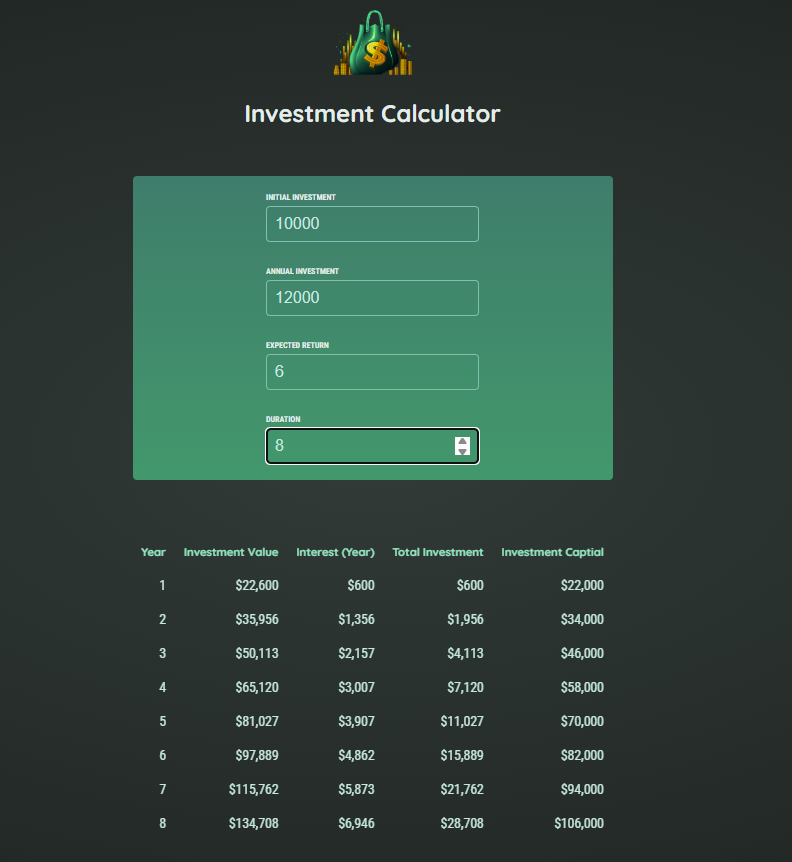 $
Investment Calculator
INITIAL INVESTMENT
10000
ANNUAL INVESTMENT
12000
EXPECTED RETURN
6
DURATION
8
Year Investment Value Interest (Year) Total Investment Investment Captial
1 $22,600 $600 $600 $22,000
2 $35,956 $1,356 $1,956 $34,000
3 $50,113 $2,157 $4,113 $46,000
4 $65,120 $3,007 $7,120 $58,000
5 $81,027 $3,907 $11,027 $70,000
6 $97,889 $4,862 $15,889 $82,000
7 $115,762 $5,873 $21,762 $94,000
8 $134,708 $6,946 $28,708 $106,000